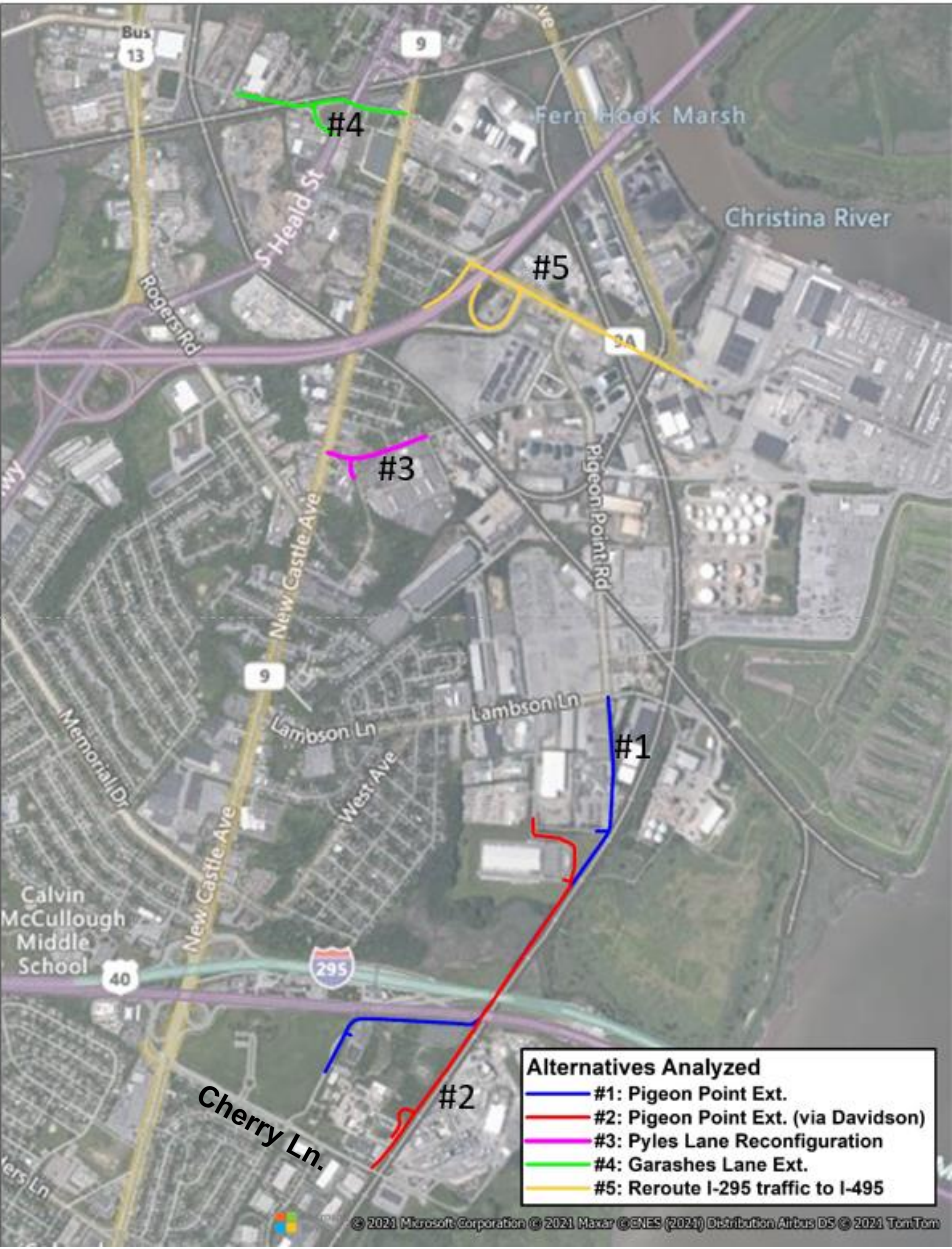 Bus
13
9
Fern Hook Marsh
#4
S Heald St
Christina River
#5
Rogers Rd
9A
#3
Pigeon Point Rd
New Castle Ave
9
Lambson Ln
Lambson Ln
#1
Memorial Dr
West Ave
New Castle Ave
Calvin
McCullough
Middle
School
295
40
#2
Cherry Ln.
Alternatives Analyzed
#1: Pigeon Point Ext.
#2: Pigeon Point Ext. (via Davidson)
#3: Pyles Lane Reconfiguration
#4: Garashes Lane Ext.
#5: Reroute I-295 traffic to I-495
© 2021 Microsoft Corporation © 2021 Maxar ©CNES (2021) Distribution Airbus DS © 2021 TomTom